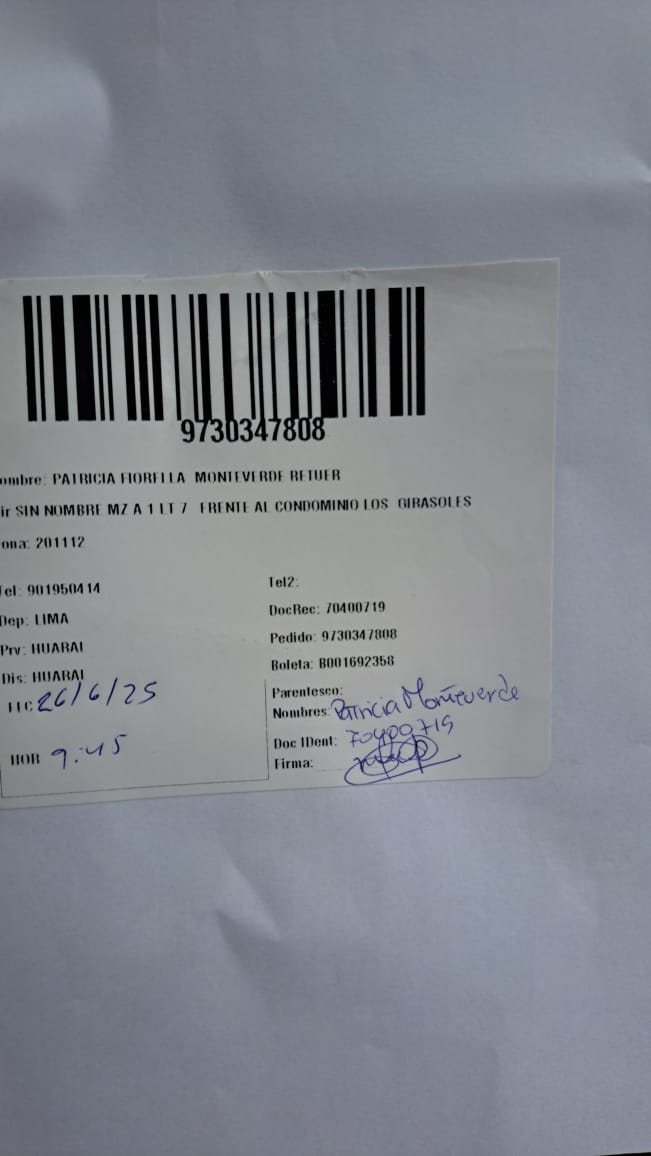 9730347808
ombre: PATRICIA FIORELLA MONTEVERDE RETUER
ir SIN NOMBRE MZ A 1 LT 7 FRENTE AL CONDOMINIO LOS GIRASOLES
ona: 201112
Tel: 901950414 Tel2:
Dep: LIMA DocRec: 70400719
Prv: HUARAL Pedido: 9730347808
Dis: HUARAL Boleta: B001692358
FEC 26/6/25 Parentesco:
Nombres: Patricia Monteverde
HOR 9:45 Doc IDent: 70400719
Firma: